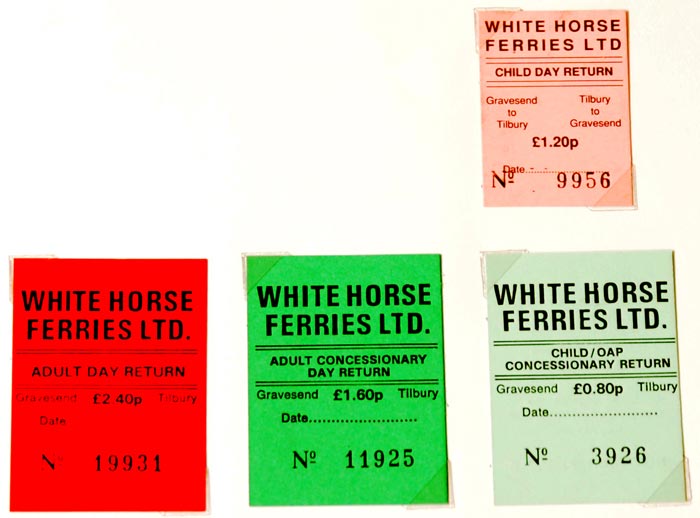 WHITE HORSE
FERRIES LTD
CHILD DAY RETURN
Gravesend Tilbury
to to
Tilbury Gravesend
£1.20p
Date
Nº 9956
WHITE HORSE
FERRIES LTD.
ADULT DAY RETURN
Gravesend £2.40p Tilbury
Date
Nº 19931
WHITE HORSE
FERRIES LTD.
ADULT CONCESSIONARY
DAY RETURN
Gravesend £1.60p Tilbury
Date........................
Nº 11925
WHITE HORSE
FERRIES LTD.
CHILD/OAP
CONCESSIONARY RETURN
Gravesend £0.80p Tilbury
Date........................
Nº 3926